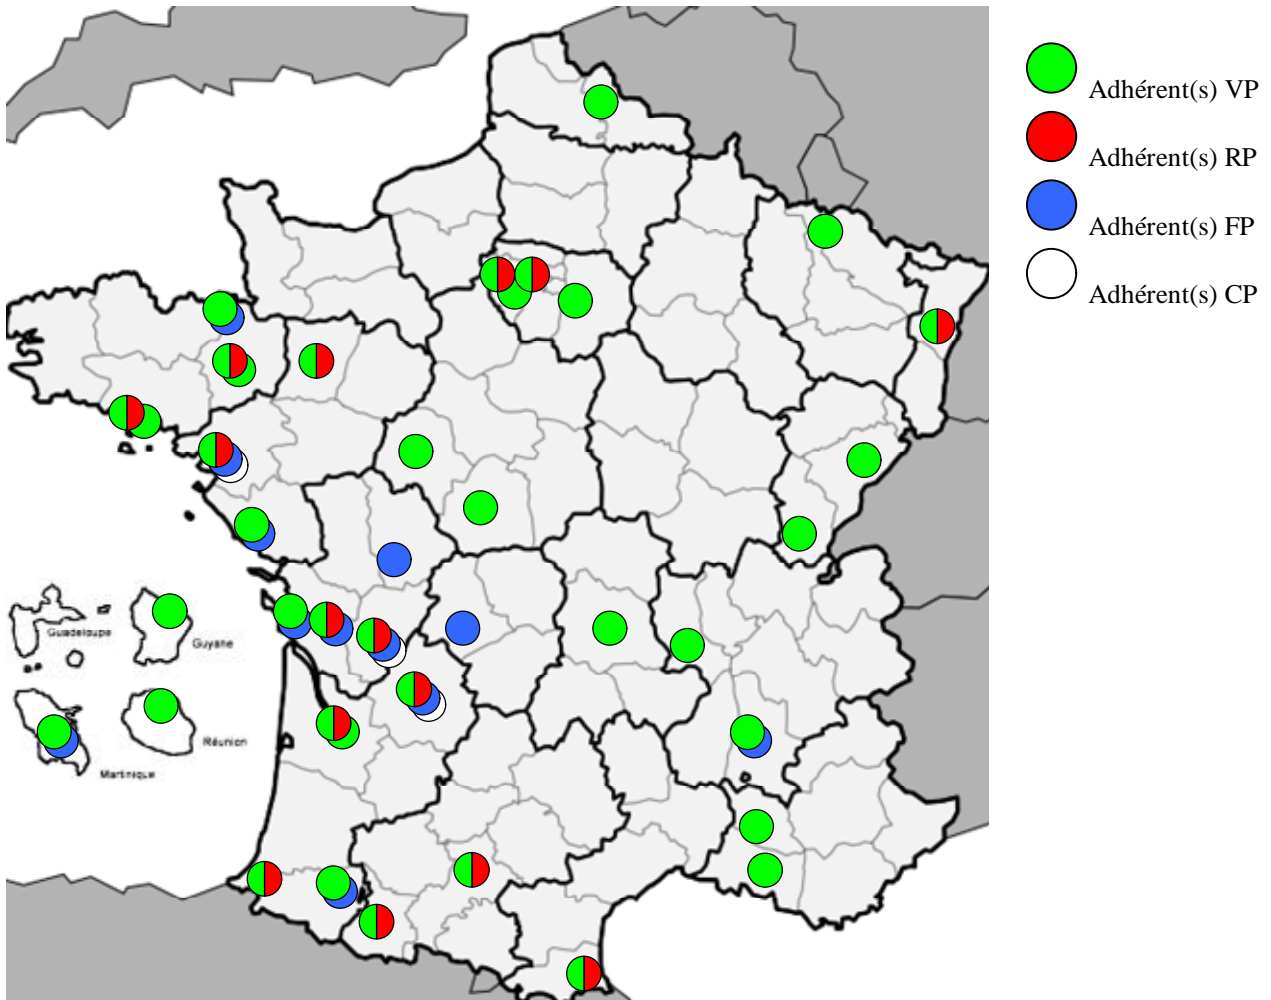 Adhérent(s) VP
Adhérent(s) RP
Adhérent(s) FP
Adhérent(s) CP
Guadeloupe
Guyane
Réunion
Martinique